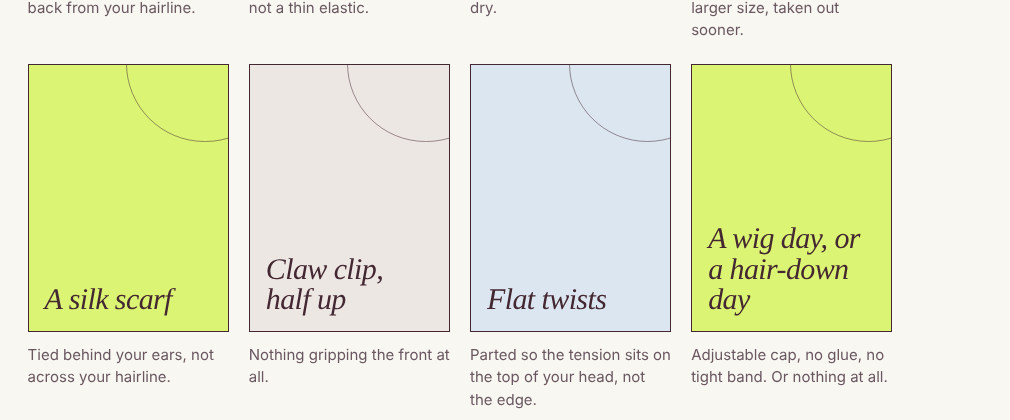 back from your hairline.
not a thin elastic.
dry.
larger size, taken out
sooner.
A silk scarf
Tied behind your ears, not
across your hairline.
Claw clip,
half up
Nothing gripping the front at
all.
Flat twists
Parted so the tension sits on
the top of your head, not
the edge.
A wig day, or
a hair-down
day
Adjustable cap, no glue, no
tight band. Or nothing at all.